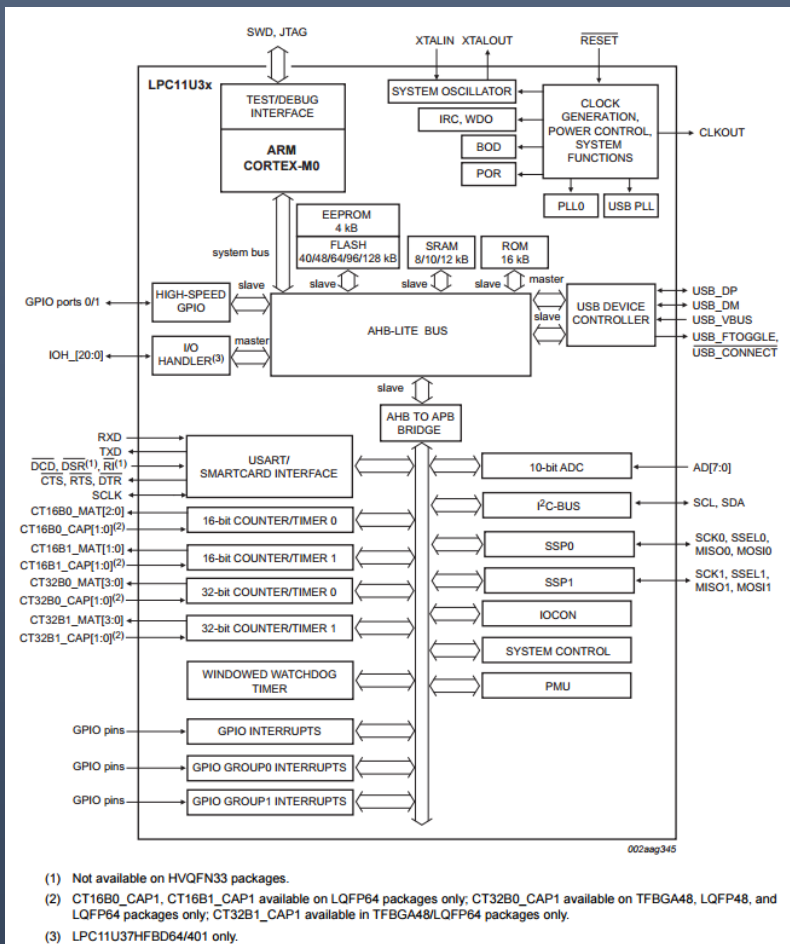 SWD, JTAG
XTALIN XTALOUT
RESET
LPC11U3x
TEST/DEBUG
INTERFACE
ARM
CORTEX-M0
SYSTEM OSCILLATOR
IRC, WDO
BOD
POR
CLOCK
GENERATION,
POWER CONTROL,
SYSTEM
FUNCTIONS
CLKOUT
PLL0
USB PLL
system bus
EEPROM
4 kB
FLASH
40/48/64/96/128 kB
SRAM
8/10/12 kB
ROM
16 kB
slave
slave
slave
slave
master
slave
GPIO ports 0/1
HIGH-SPEED
GPIO
IOH_[20:0]
I/O
HANDLER(3)
master
AHB-LITE BUS
USB DEVICE
CONTROLLER
USB_DP
USB_DM
USB_VBUS
USB_FTOGGLE,
USB_CONNECT
slave
AHB TO APB
BRIDGE
RXD
TXD
DCD, DSR(1), RI(1)
CTS, RTS, DTR
SCLK
USART/
SMARTCARD INTERFACE
CT16B0_MAT[2:0]
CT16B0_CAP[1:0](2)
16-bit COUNTER/TIMER 0
CT16B1_MAT[1:0]
CT16B1_CAP[1:0](2)
16-bit COUNTER/TIMER 1
CT32B0_MAT[3:0]
CT32B0_CAP[1:0](2)
32-bit COUNTER/TIMER 0
CT32B1_MAT[3:0]
CT32B1_CAP[1:0](2)
32-bit COUNTER/TIMER 1
WINDOWED WATCHDOG
TIMER
GPIO pins
GPIO INTERRUPTS
GPIO pins
GPIO GROUP0 INTERRUPTS
GPIO pins
GPIO GROUP1 INTERRUPTS
10-bit ADC
AD[7:0]
I2C-BUS
SCL, SDA
SSP0
SCK0, SSEL0,
MISO0, MOSI0
SSP1
SCK1, SSEL1,
MISO1, MOSI1
IOCON
SYSTEM CONTROL
PMU
002aag345
(1) Not available on HVQFN33 packages.
(2) CT16B0_CAP1, CT16B1_CAP1 available on LQFP64 packages only; CT32B0_CAP1 available on TFBGA48, LQFP48, and
LQFP64 packages only; CT32B1_CAP1 available in TFBGA48/LQFP64 packages only.
(3) LPC11U37HFBD64/401 only.